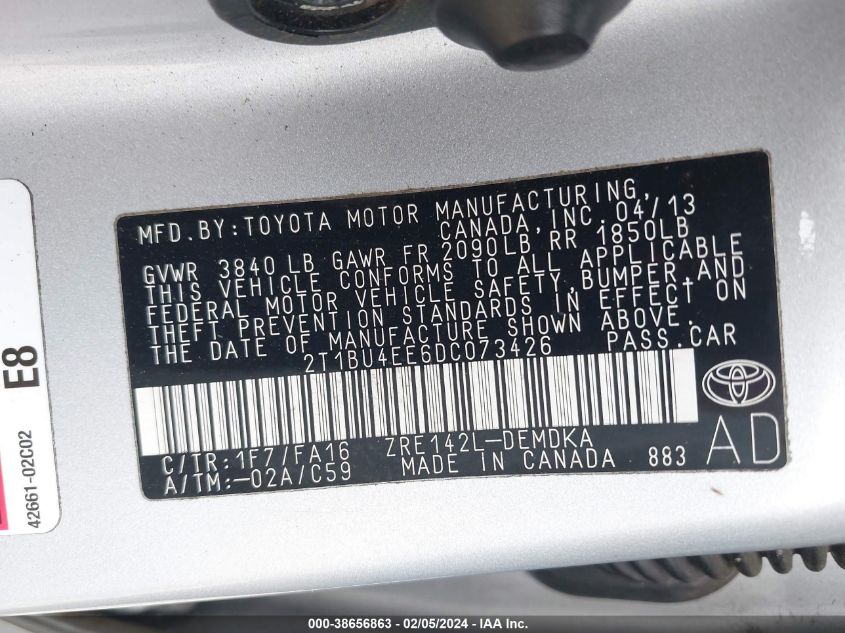 MFD. BY: TOYOTA MOTOR MANUFACTURING,
CANADA, INC. 04/13
GVWR 3840 LB GAWR FR 2090LB RR 1850LB
THIS VEHICLE CONFORMS TO ALL APPLICABLE
FEDERAL MOTOR VEHICLE SAFETY, BUMPER, AND
THEFT PREVENTION STANDARDS IN EFFECT ON
THE DATE OF MANUFACTURE SHOWN ABOVE.
2T1BU4EE6DC073426 PASS. CAR
C/TR: 1F7/FA16 ZRE142L-DEMDKA
A/TM: -02A/C59 MADE IN CANADA 883
AD
E8
42661-02C02
000-38656863 / 02/05/2024 - IAA Inc.